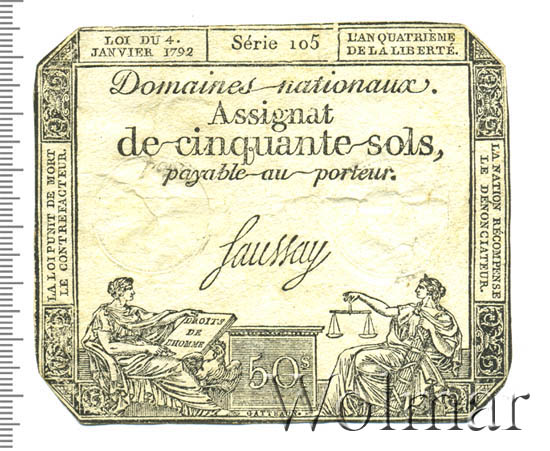 LOI DU 4.
JANVIER 1792
Série 105
L'AN QUATRIÈME
DE LA LIBERTÉ.
Domaines nationaux.
Assignat
de cinquante sols,
payable au porteur.
LA LOI PUNIT DE MORT
LE CONTREFACTEUR.
LA NATION RÉCOMPENSE
LE DÉNONCIATEUR.
Saussay
DROITS
DE
L'HOMME
50s
GATTEAUX
Wolmar